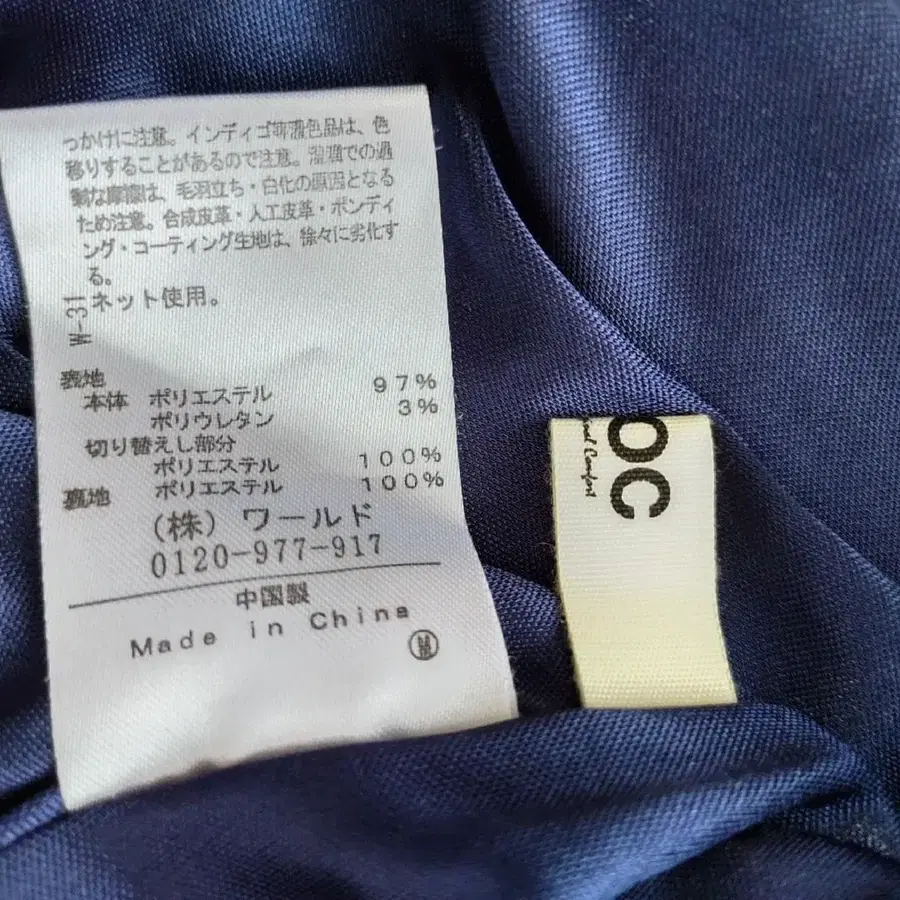 つかけに注意。インディゴ等濃色品は、色
移りすることがあるので注意。湿潤での過
剰な摩擦は、毛羽立ち・白化の原因となる
ため注意。合成皮革・人工皮革・ボンディ
ング・コーティング生地は、徐々に劣化す
る。
ネット使用。
W-31
表地
本体 ポリエステル 97%
ポリウレタン 3%
切り替えし部分
ポリエステル 100%
裏地 ポリエステル 100%
(株) ワールド
0120-977-917
中国製
Made in China
OC
Comfort